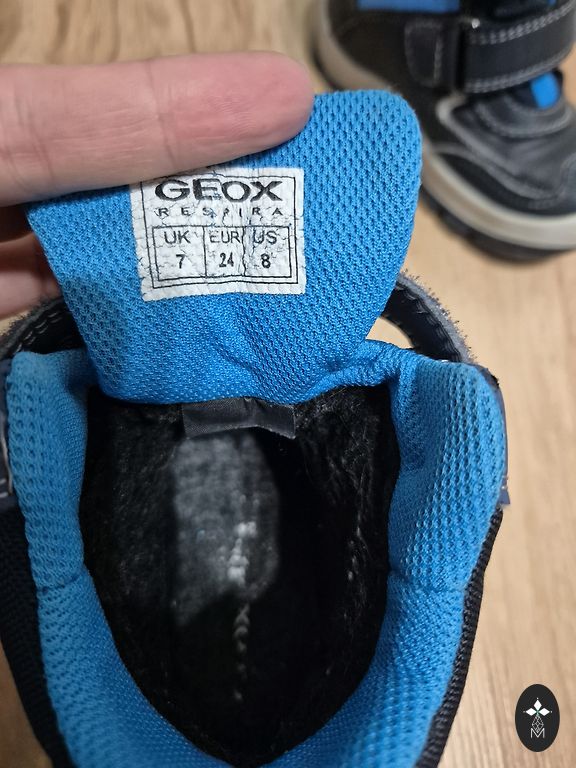 GEOX
RESPIRA
UK EUR US
7 24 8
M